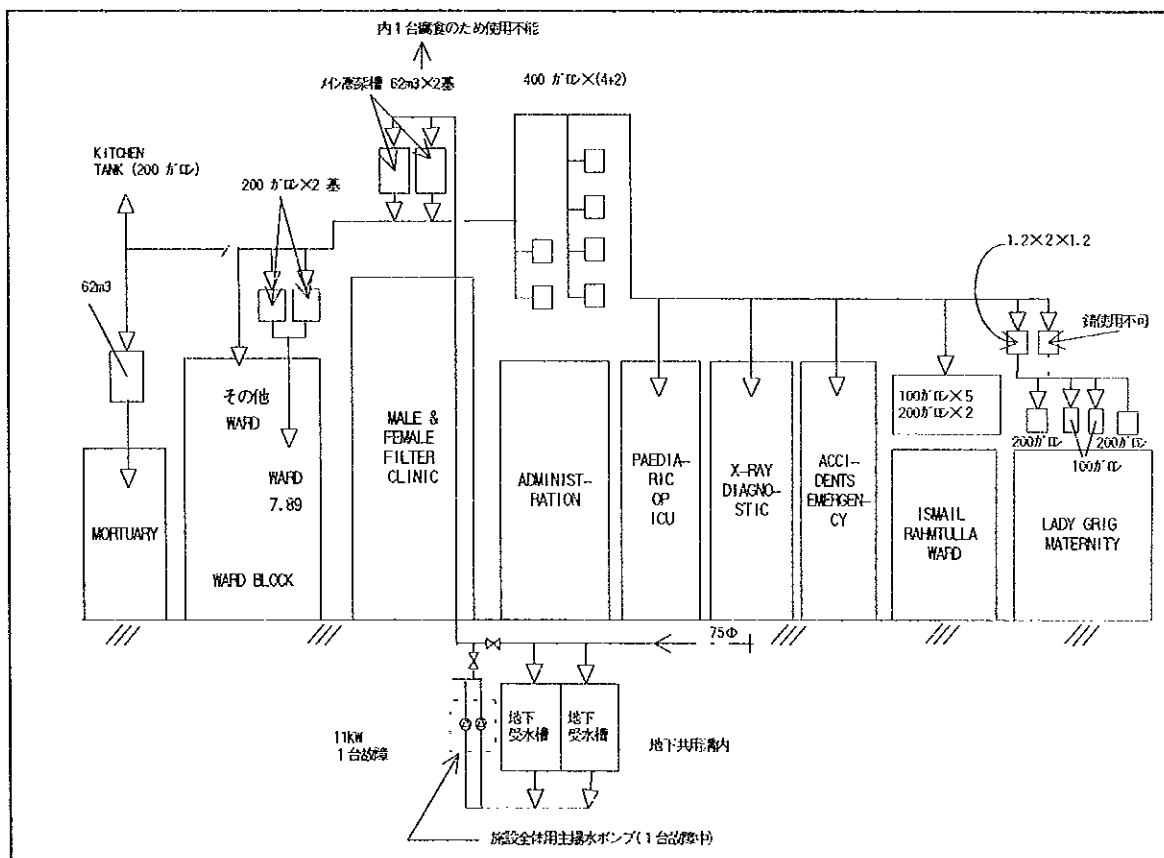 内1台腐食のため使用不能
メイン高架槽 62m3×2基
400 ガロン×(4+2)
KITCHEN
TANK (200 ガロン)
200 ガロン×2 基
62m3
1.2×2×1.2
錆使用不可
その他
WARD
WARD
7.89
WARD BLOCK
MORTUARY
MALE &
FEMALE
FILTER
CLINIC
ADMINIST-
RATION
PAEDIA-
RIC
OP
ICU
X-RAY
DIAGNO-
STIC
ACCI-
DENTS
EMERGEN-
CY
100ガロン×5
200ガロン×2
ISMAIL
RAHMTULLA
WARD
200ガロン
100ガロン
200ガロン
LADY GRIG
MATERNITY
75Φ
11KW
1台故障
地下
受水槽
地下
受水槽
地下共用溝内
施設全体用主揚水ポンプ(1台故障中)